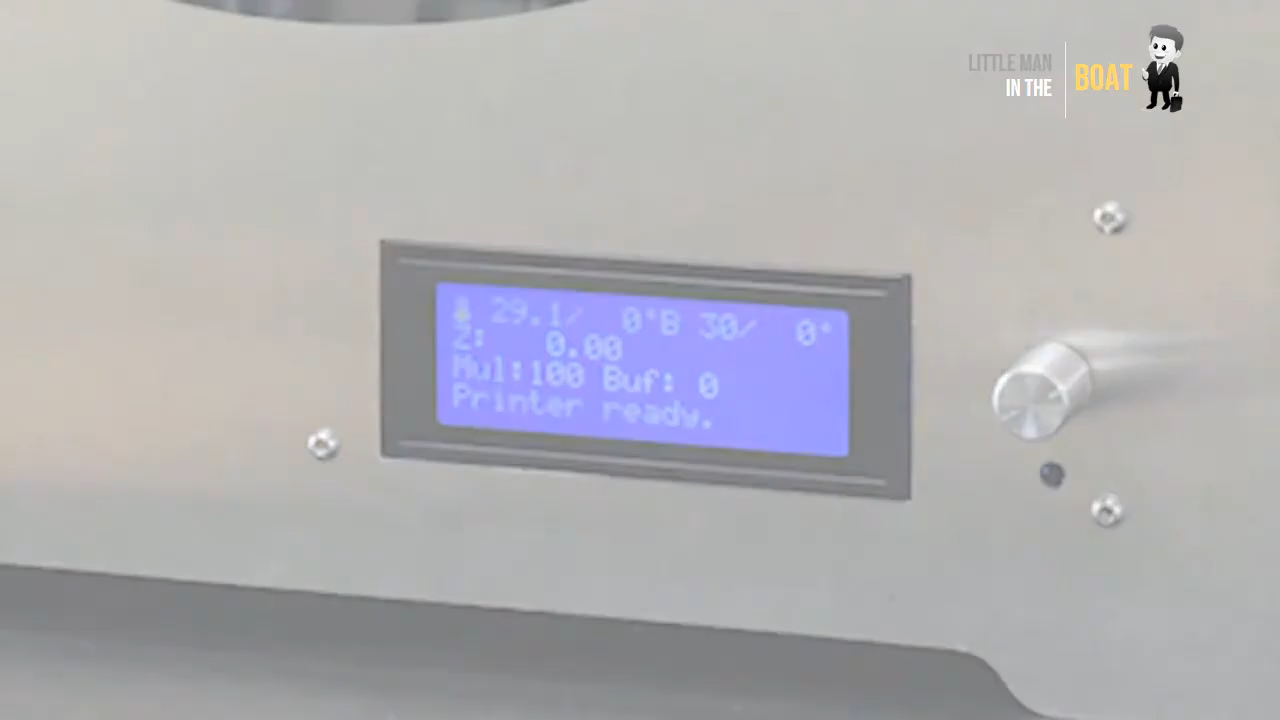 LITTLE MAN
IN THE
BOAT
29.1/ 0°B 30/ 0°
Z: 0.00
Mul:100 Buf: 0
Printer ready.